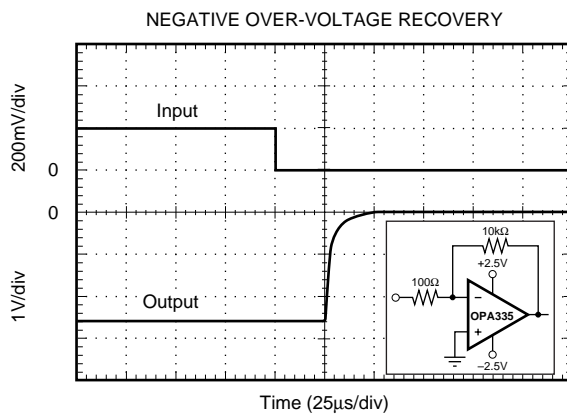 NEGATIVE OVER-VOLTAGE RECOVERY
200mV/div
Input
0
0
1V/div
Output
10kΩ
+2.5V
100Ω
−
OPA335
+
−2.5V
Time (25µs/div)